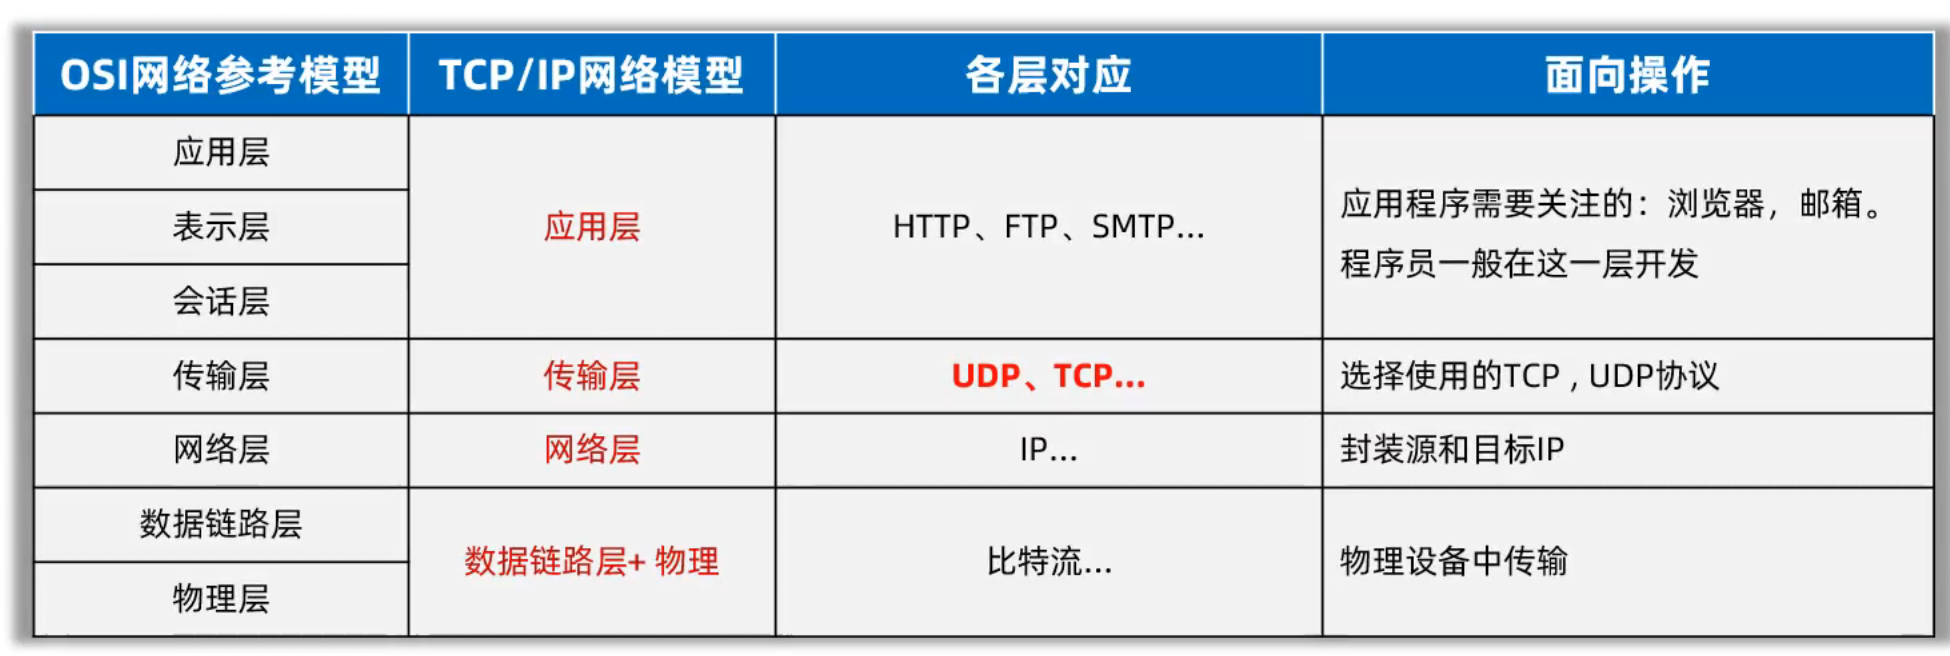 OSI网络参考模型
TCP/IP网络模型
各层对应
面向操作
应用层
表示层
会话层
应用层
HTTP、FTP、SMTP...
应用程序需要关注的：浏览器，邮箱。
程序员一般在这一层开发
传输层
传输层
UDP、TCP...
选择使用的TCP , UDP协议
网络层
网络层
IP...
封装源和目标IP
数据链路层
物理层
数据链路层+ 物理
比特流...
物理设备中传输